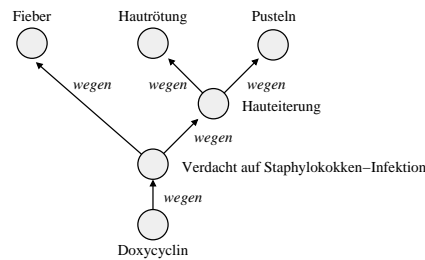 Fieber
Hautrötung
Pusteln
wegen
wegen
wegen
Hauteiterung
wegen
Verdacht auf Staphylokokken−Infektion
wegen
Doxycyclin